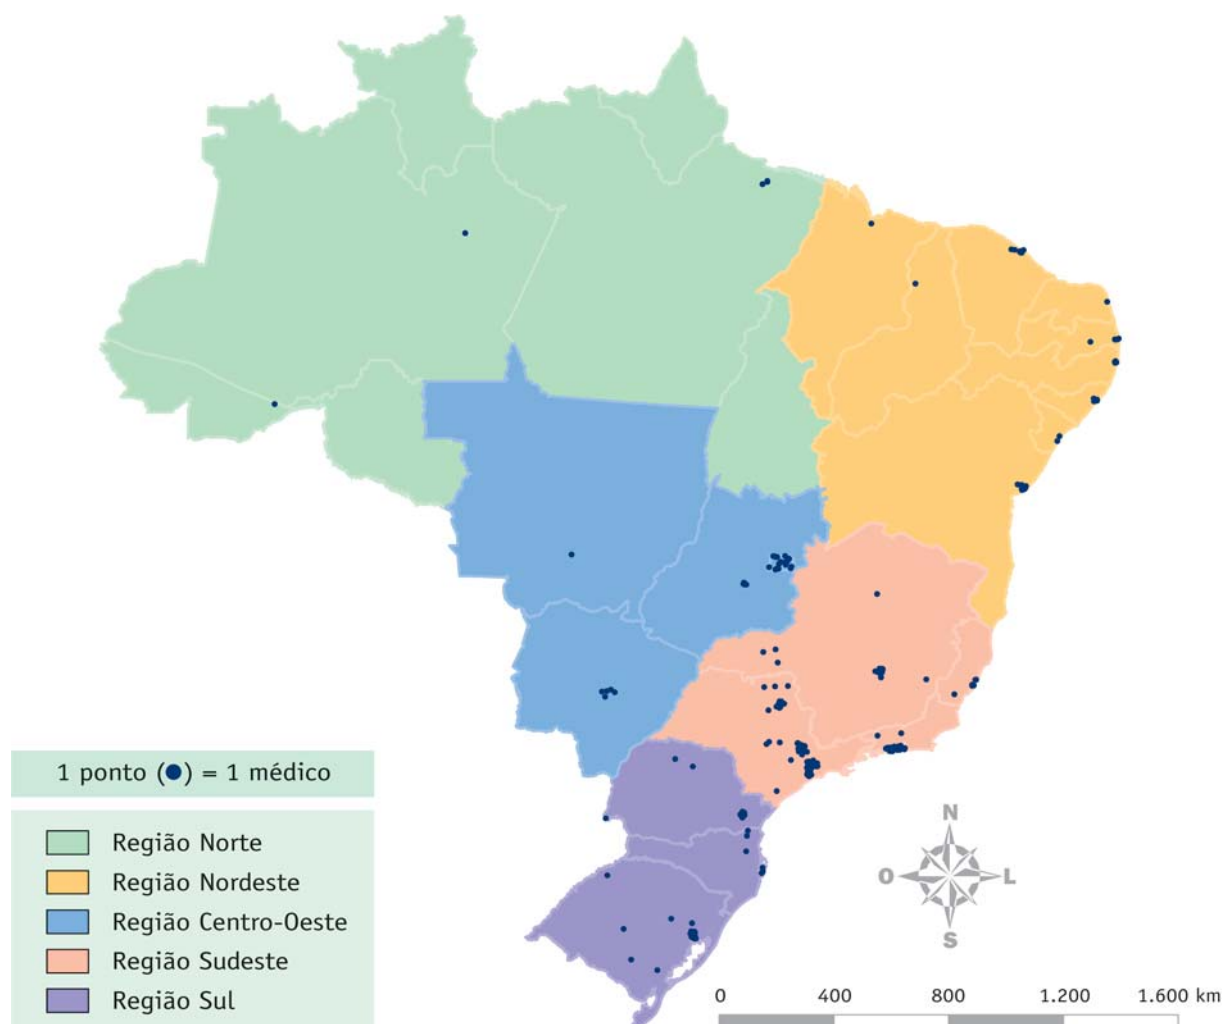 1 ponto (●) = 1 médico
Região Norte
Região Nordeste
Região Centro-Oeste
Região Sudeste
Região Sul
N
O L
S
0 400 800 1.200 1.600 km